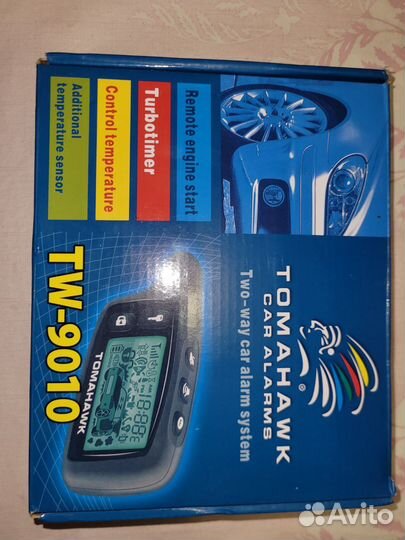 TOMAHAWK
CAR ALARMS
®
Two-way car alarm system
Remote engine start
Turbotimer
Control temperature
Additional
temperature sensor
TW-9010
TOMAHAWK
Avito